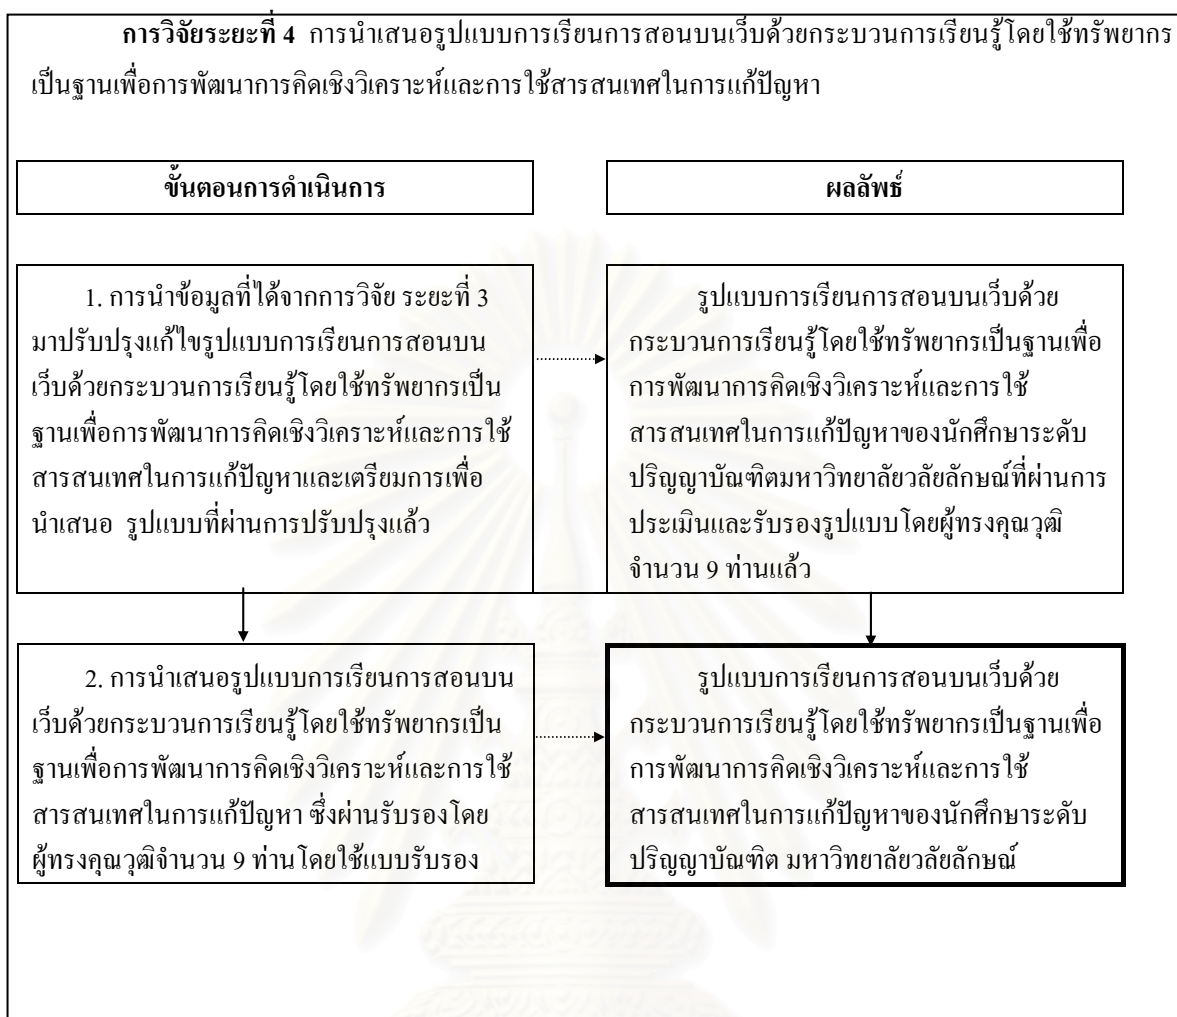 การวิจัยระยะที่ 4 การนำเสนอรูปแบบการเรียนการสอนบนเว็บด้วยกระบวนการเรียนรู้โดยใช้ทรัพยากร
เป็นฐานเพื่อการพัฒนาการคิดเชิงวิเคราะห์และการใช้สารสนเทศในการแก้ปัญหา
ขั้นตอนการดำเนินการ
ผลลัพธ์
1. การนำข้อมูลที่ได้จากการวิจัย ระยะที่ 3
มาปรับปรุงแก้ไขรูปแบบการเรียนการสอนบน
เว็บด้วยกระบวนการเรียนรู้โดยใช้ทรัพยากรเป็น
ฐานเพื่อการพัฒนาการคิดเชิงวิเคราะห์และการใช้
สารสนเทศในการแก้ปัญหาและเตรียมการเพื่อ
นำเสนอ รูปแบบที่ผ่านการปรับปรุงแล้ว
รูปแบบการเรียนการสอนบนเว็บด้วย
กระบวนการเรียนรู้โดยใช้ทรัพยากรเป็นฐานเพื่อ
การพัฒนาการคิดเชิงวิเคราะห์และการใช้
สารสนเทศในการแก้ปัญหาของนักศึกษาระดับ
ปริญญาบัณฑิตมหาวิทยาลัยวลัยลักษณ์ที่ผ่านการ
ประเมินและรับรองรูปแบบโดยผู้ทรงคุณวุฒิ
จำนวน 9 ท่านแล้ว
2. การนำเสนอรูปแบบการเรียนการสอนบน
เว็บด้วยกระบวนการเรียนรู้โดยใช้ทรัพยากรเป็น
ฐานเพื่อการพัฒนาการคิดเชิงวิเคราะห์และการใช้
สารสนเทศในการแก้ปัญหา ซึ่งผ่านรับรองโดย
ผู้ทรงคุณวุฒิจำนวน 9 ท่านโดยใช้แบบรับรอง
รูปแบบการเรียนการสอนบนเว็บด้วย
กระบวนการเรียนรู้โดยใช้ทรัพยากรเป็นฐานเพื่อ
การพัฒนาการคิดเชิงวิเคราะห์และการใช้
สารสนเทศในการแก้ปัญหาของนักศึกษาระดับ
ปริญญาบัณฑิต มหาวิทยาลัยวลัยลักษณ์